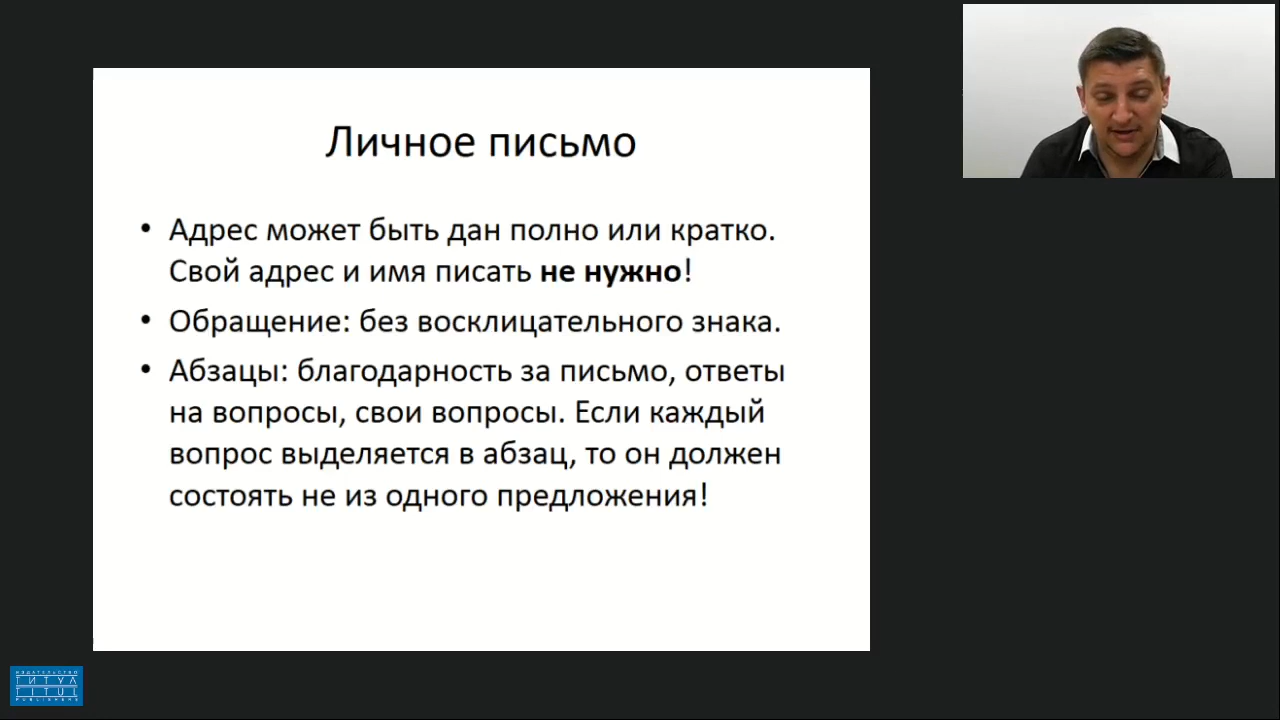 Личное письмо
• Адрес может быть дан полно или кратко.
Свой адрес и имя писать не нужно!
• Обращение: без восклицательного знака.
• Абзацы: благодарность за письмо, ответы
на вопросы, свои вопросы. Если каждый
вопрос выделяется в абзац, то он должен
состоять не из одного предложения!
ИЗДАТЕЛЬСТВО
ТИТУЛ
TITUL
PUBLISHERS